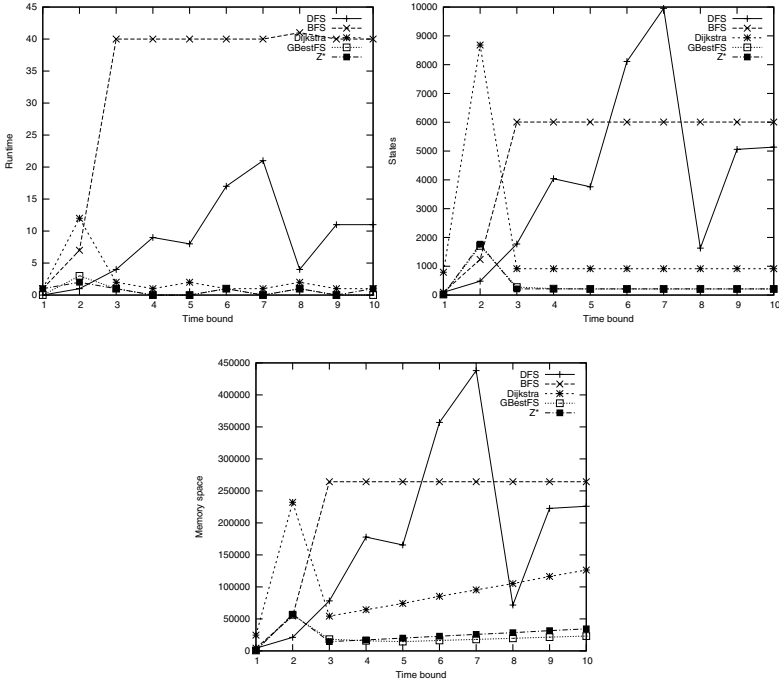 45
40
35
30
25
20
15
10
5
0
Runtime
1 2 3 4 5 6 7 8 9 10
Time bound
DFS
BFS
Dijkstra
GBestFS
Z*
10000
9000
8000
7000
6000
5000
4000
3000
2000
1000
0
States
1 2 3 4 5 6 7 8 9 10
Time bound
DFS
BFS
Dijkstra
GBestFS
Z*
450000
400000
350000
300000
250000
200000
150000
100000
50000
0
Memory space
1 2 3 4 5 6 7 8 9 10
Time bound
DFS
BFS
Dijkstra
GBestFS
Z*